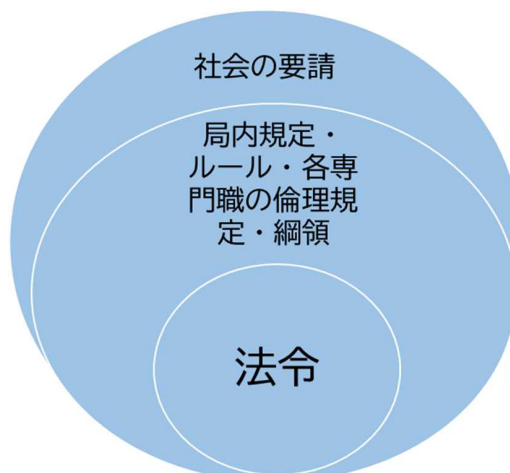 社会の要請
局内規定・
ルール・各専
門職の倫理規
定・綱領
法令